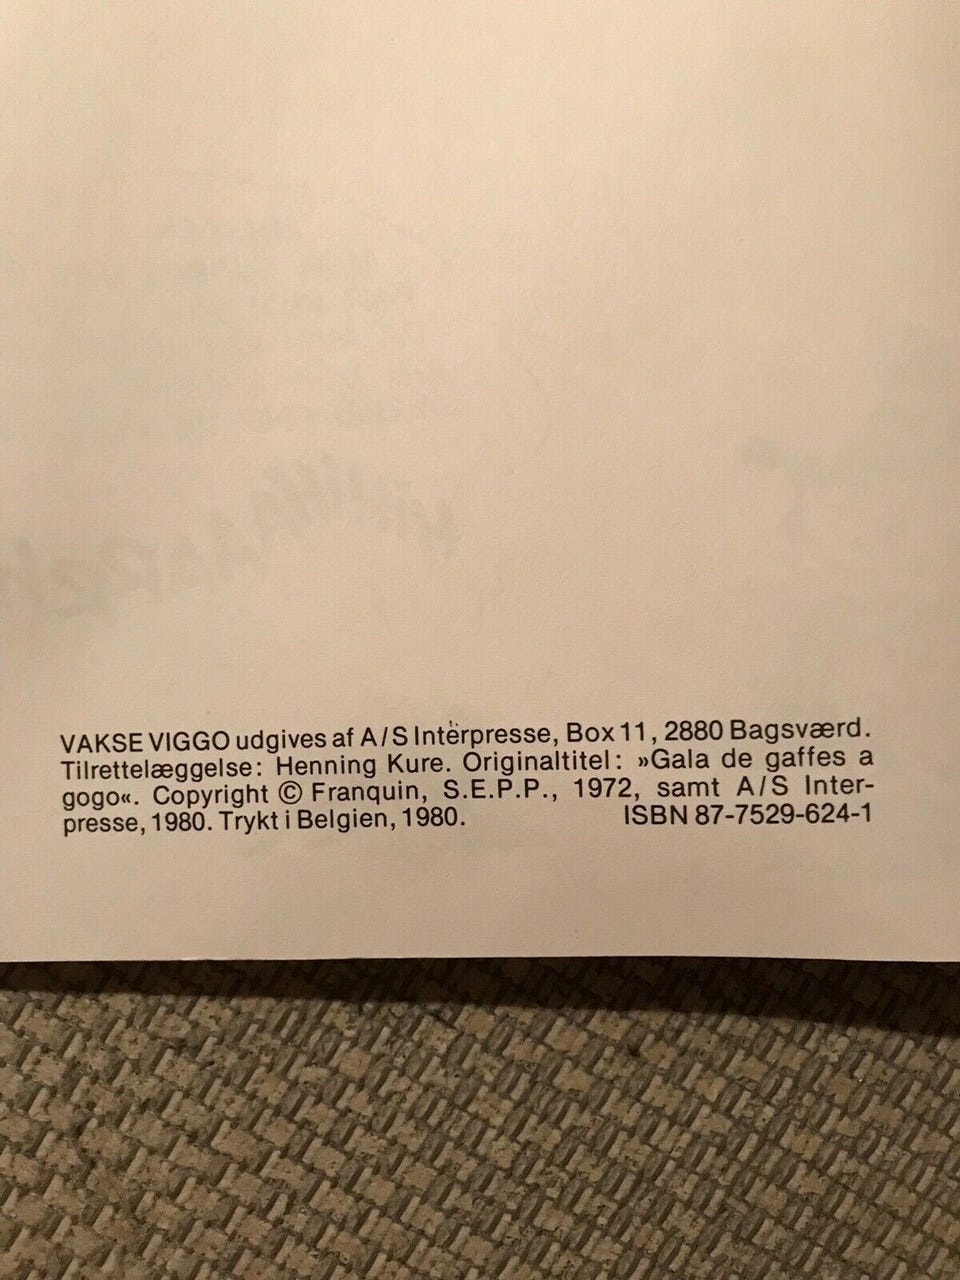 VAKSE VIGGO udgives af A/S Interpresse, Box 11, 2880 Bagsværd.
Tilrettelæggelse: Henning Kure. Originaltitel: »Gala de gaffes a
gogo«. Copyright © Franquin, S.E.P.P., 1972, samt A/S Inter-
presse, 1980. Trykt i Belgien, 1980. ISBN 87-7529-624-1